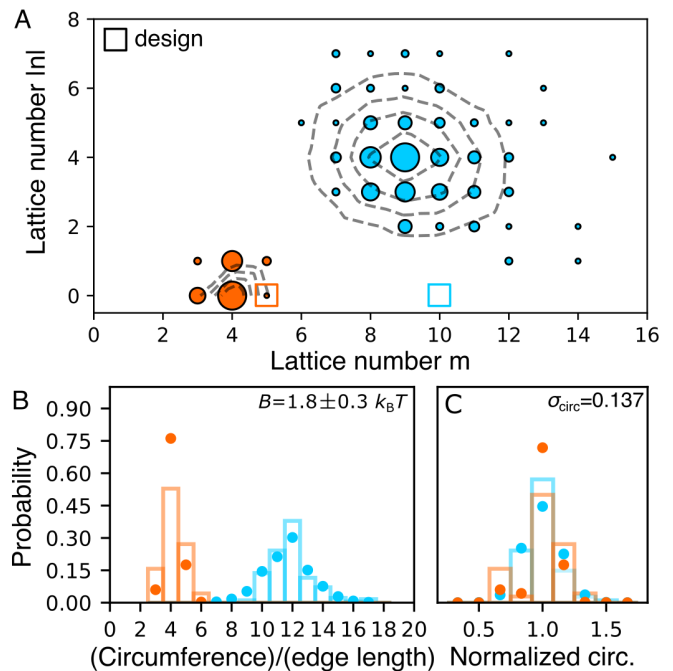 A
Lattice number |n|
8
6
4
2
0
design
0 2 4 6 8 10 12 14 16
Lattice number m
B
Probability
0.90
0.75
0.60
0.45
0.30
0.15
0.00
B=1.8±0.3 k_BT
0 2 4 6 8 10 12 14 16 18 20
(Circumference)/(edge length)
C
σ_circ=0.137
0.5 1.0 1.5
Normalized circ.